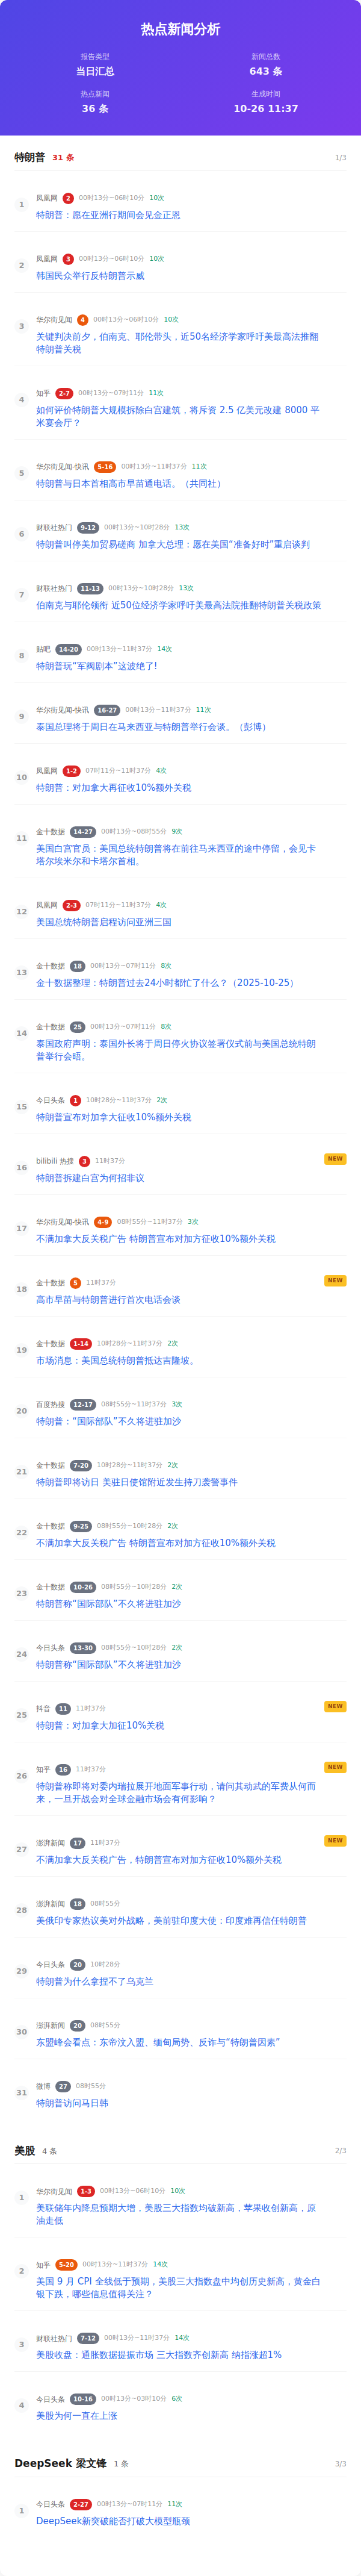 热点新闻分析
报告类型
新闻总数
当日汇总
643 条
热点新闻
生成时间
36 条
10-26 11:37
特朗普 31 条 1/3
1 凤凰网 2 00时13分~06时10分 10次
特朗普：愿在亚洲行期间会见金正恩
2 凤凰网 3 00时13分~06时10分 10次
韩国民众举行反特朗普示威
3 华尔街见闻 4 00时13分~06时10分 10次
关键判决前夕，伯南克、耶伦带头，近50名经济学家呼吁美最高法推翻
特朗普关税
4 知乎 2-7 00时13分~07时11分 11次
如何评价特朗普大规模拆除白宫建筑，将斥资 2.5 亿美元改建 8000 平
米宴会厅？
5 华尔街见闻-快讯 5-16 00时13分~11时37分 11次
特朗普与日本首相高市早苗通电话。（共同社）
6 财联社热门 9-12 00时13分~10时28分 13次
特朗普叫停美加贸易磋商 加拿大总理：愿在美国“准备好时”重启谈判
7 财联社热门 11-13 00时13分~10时28分 13次
伯南克与耶伦领衔 近50位经济学家呼吁美最高法院推翻特朗普关税政策
8 贴吧 14-20 00时13分~11时37分 14次
特朗普玩“军阀剧本”这波绝了!
9 华尔街见闻-快讯 16-27 00时13分~11时37分 11次
泰国总理将于周日在马来西亚与特朗普举行会谈。（彭博）
10 凤凰网 1-2 07时11分~11时37分 4次
特朗普：对加拿大再征收10%额外关税
11 金十数据 14-27 00时13分~08时55分 9次
美国白宫官员：美国总统特朗普将在前往马来西亚的途中停留，会见卡
塔尔埃米尔和卡塔尔首相。
12 凤凰网 2-3 07时11分~11时37分 4次
美国总统特朗普启程访问亚洲三国
13 金十数据 18 00时13分~07时11分 8次
金十数据整理：特朗普过去24小时都忙了什么？（2025-10-25）
14 金十数据 25 00时13分~07时11分 8次
泰国政府声明：泰国外长将于周日停火协议签署仪式前与美国总统特朗
普举行会晤。
15 今日头条 1 10时28分~11时37分 2次
特朗普宣布对加拿大征收10%额外关税
16 bilibili 热搜 3 11时37分 NEW
特朗普拆建白宫为何招非议
17 华尔街见闻-快讯 4-9 08时55分~11时37分 3次
不满加拿大反关税广告 特朗普宣布对加方征收10%额外关税
18 金十数据 5 11时37分 NEW
高市早苗与特朗普进行首次电话会谈
19 金十数据 1-14 10时28分~11时37分 2次
市场消息：美国总统特朗普抵达吉隆坡。
20 百度热搜 12-17 08时55分~11时37分 3次
特朗普：“国际部队”不久将进驻加沙
21 金十数据 7-20 10时28分~11时37分 2次
特朗普即将访日 美驻日使馆附近发生持刀袭警事件
22 金十数据 9-25 08时55分~10时28分 2次
不满加拿大反关税广告 特朗普宣布对加方征收10%额外关税
23 金十数据 10-26 08时55分~10时28分 2次
特朗普称“国际部队”不久将进驻加沙
24 今日头条 13-30 08时55分~10时28分 2次
特朗普称“国际部队”不久将进驻加沙
25 抖音 11 11时37分 NEW
特朗普：对加拿大加征10%关税
26 知乎 16 11时37分 NEW
特朗普称即将对委内瑞拉展开地面军事行动，请问其动武的军费从何而
来，一旦开战会对全球金融市场会有何影响？
27 澎湃新闻 17 11时37分 NEW
不满加拿大反关税广告，特朗普宣布对加方征收10%额外关税
28 澎湃新闻 18 08时55分
美俄印专家热议美对外战略，美前驻印度大使：印度难再信任特朗普
29 今日头条 20 10时28分
特朗普为什么拿捏不了乌克兰
30 澎湃新闻 20 08时55分
东盟峰会看点：东帝汶入盟、缅甸局势、反诈与“特朗普因素”
31 微博 27 08时55分
特朗普访问马日韩
美股 4 条 2/3
1 华尔街见闻 1-3 00时13分~06时10分 10次
美联储年内降息预期大增，美股三大指数均破新高，苹果收创新高，原
油走低
2 知乎 5-20 00时13分~11时37分 14次
美国 9 月 CPI 全线低于预期，美股三大指数盘中均创历史新高，黄金白
银下跌，哪些信息值得关注？
3 财联社热门 7-12 00时13分~11时37分 14次
美股收盘：通胀数据提振市场 三大指数齐创新高 纳指涨超1%
4 今日头条 10-16 00时13分~03时10分 6次
美股为何一直在上涨
DeepSeek 梁文锋 1 条 3/3
1 今日头条 2-27 00时13分~07时11分 11次
DeepSeek新突破能否打破大模型瓶颈